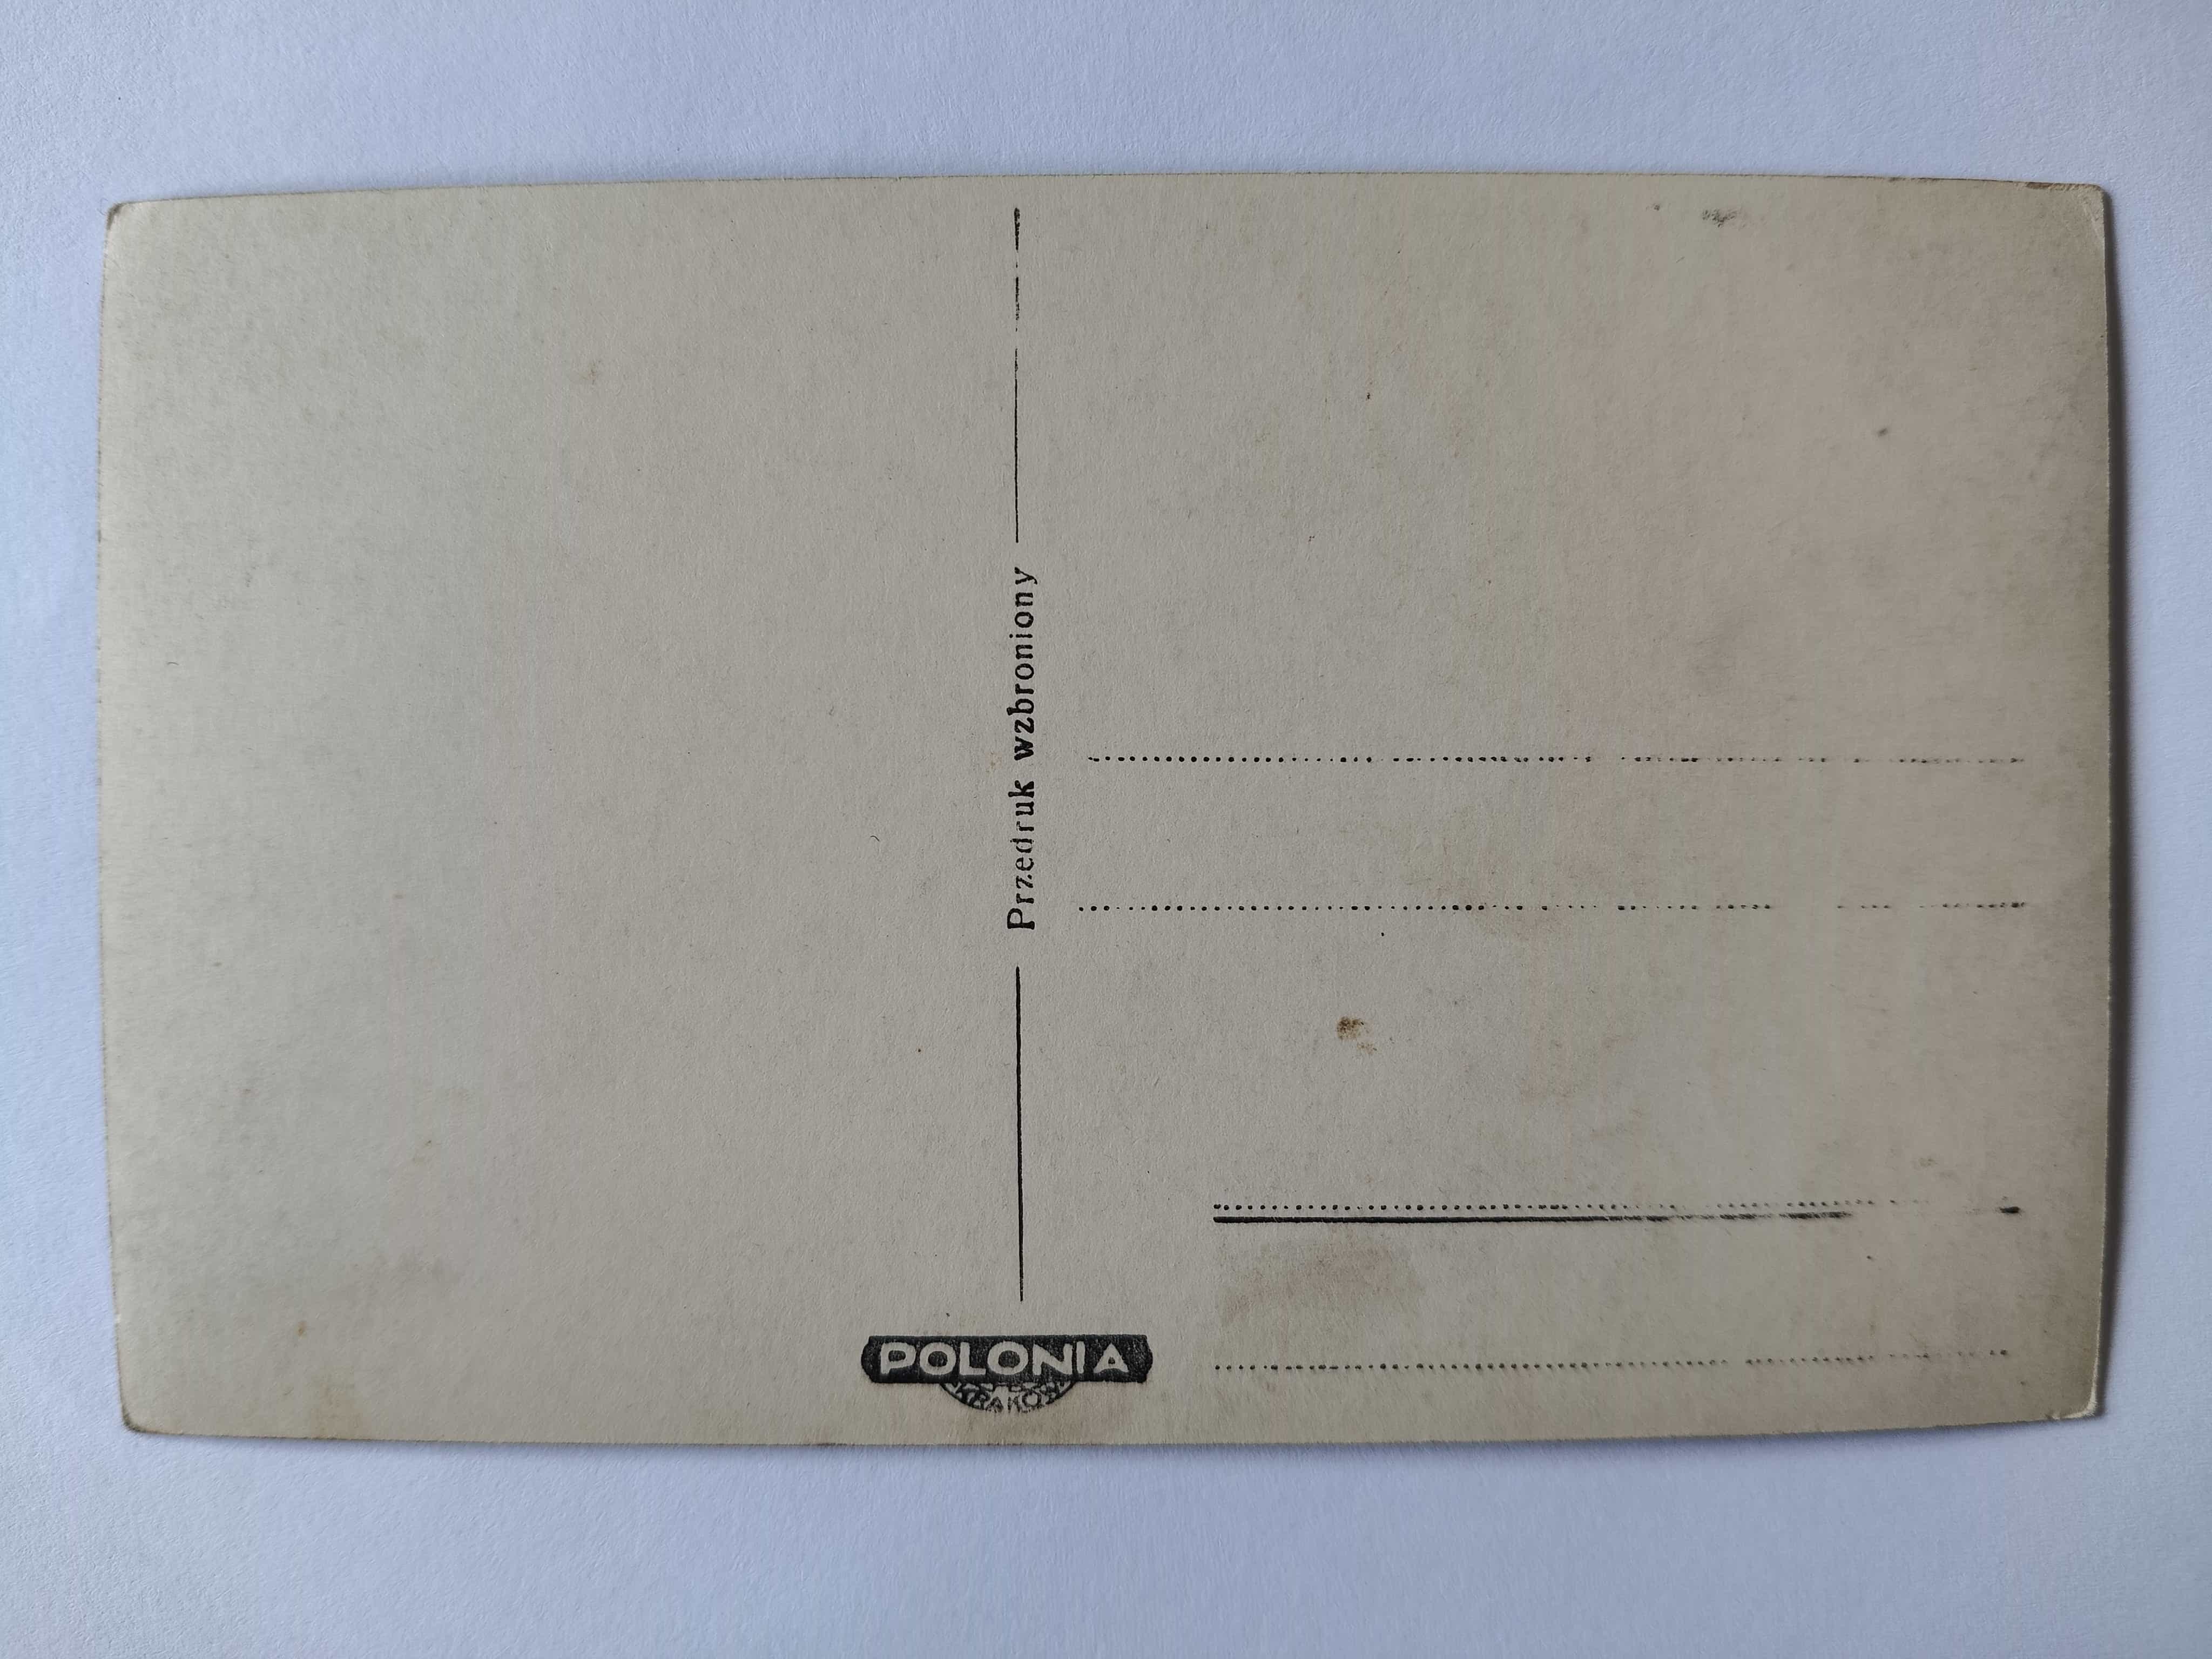 Przedruk wzbroniony
POLONIA
KRAKÓW